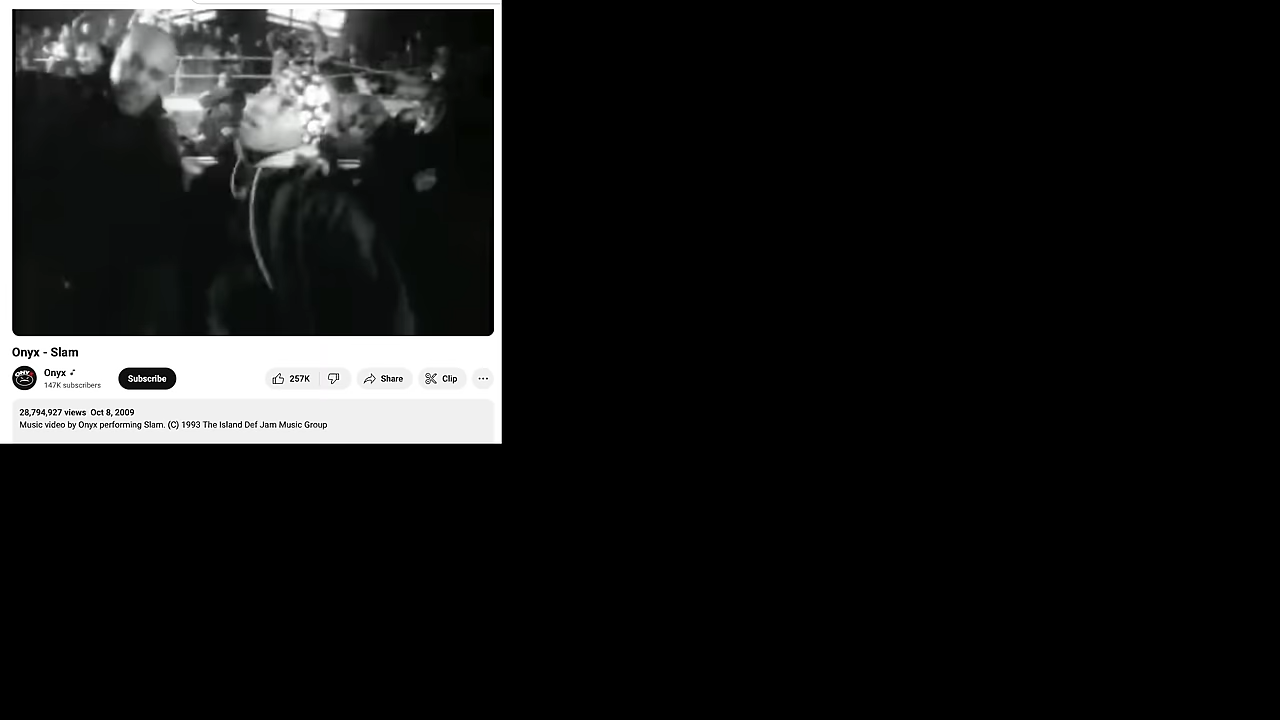 Onyx - Slam
Onyx
147K subscribers
Subscribe
257K
Share
Clip
28,794,927 views Oct 8, 2009
Music video by Onyx performing Slam. (C) 1993 The Island Def Jam Music Group